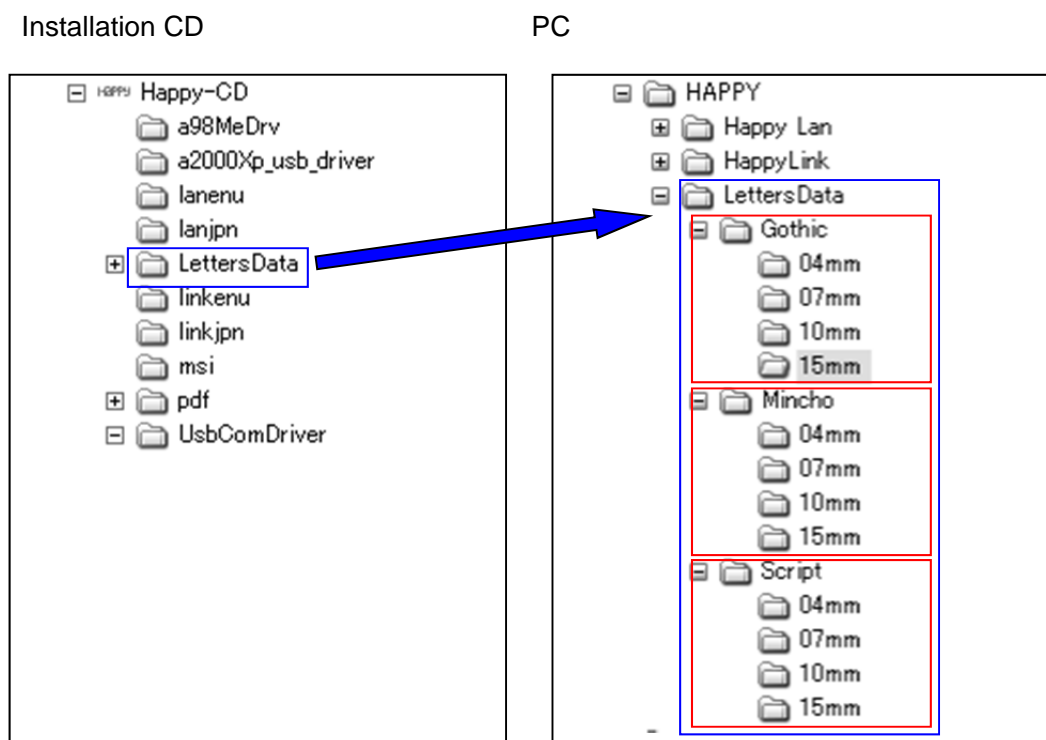 Installation CD
PC
HAPPY Happy-CD
a98MeDrv
a2000Xp_usb_driver
lanenu
lanjpn
LettersData
linkenu
linkjpn
msi
pdf
UsbComDriver
HAPPY
Happy Lan
HappyLink
LettersData
Gothic
04mm
07mm
10mm
15mm
Mincho
04mm
07mm
10mm
15mm
Script
04mm
07mm
10mm
15mm